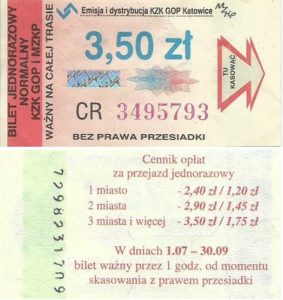 Emisja i dystrybucja KZK GOP Katowice
MZKP
BILET JEDNORAZOWY
NORMALNY
KZK GOP i MZKP
WAŻNY NA CAŁEJ TRASIE
3,50 zł
TU
KASOWAĆ
CR 3495793
BEZ PRAWA PRZESIADKI
Cennik opłat
za przejazd jednorazowy
1 miasto - 2,40 zł / 1,20 zł
2 miasta - 2,90 zł / 1,45 zł
3 miasta i więcej - 3,50 zł / 1,75 zł
W dniach 1.07 – 30.09
bilet ważny przez 1 godz. od momentu
skasowania z prawem przesiadki